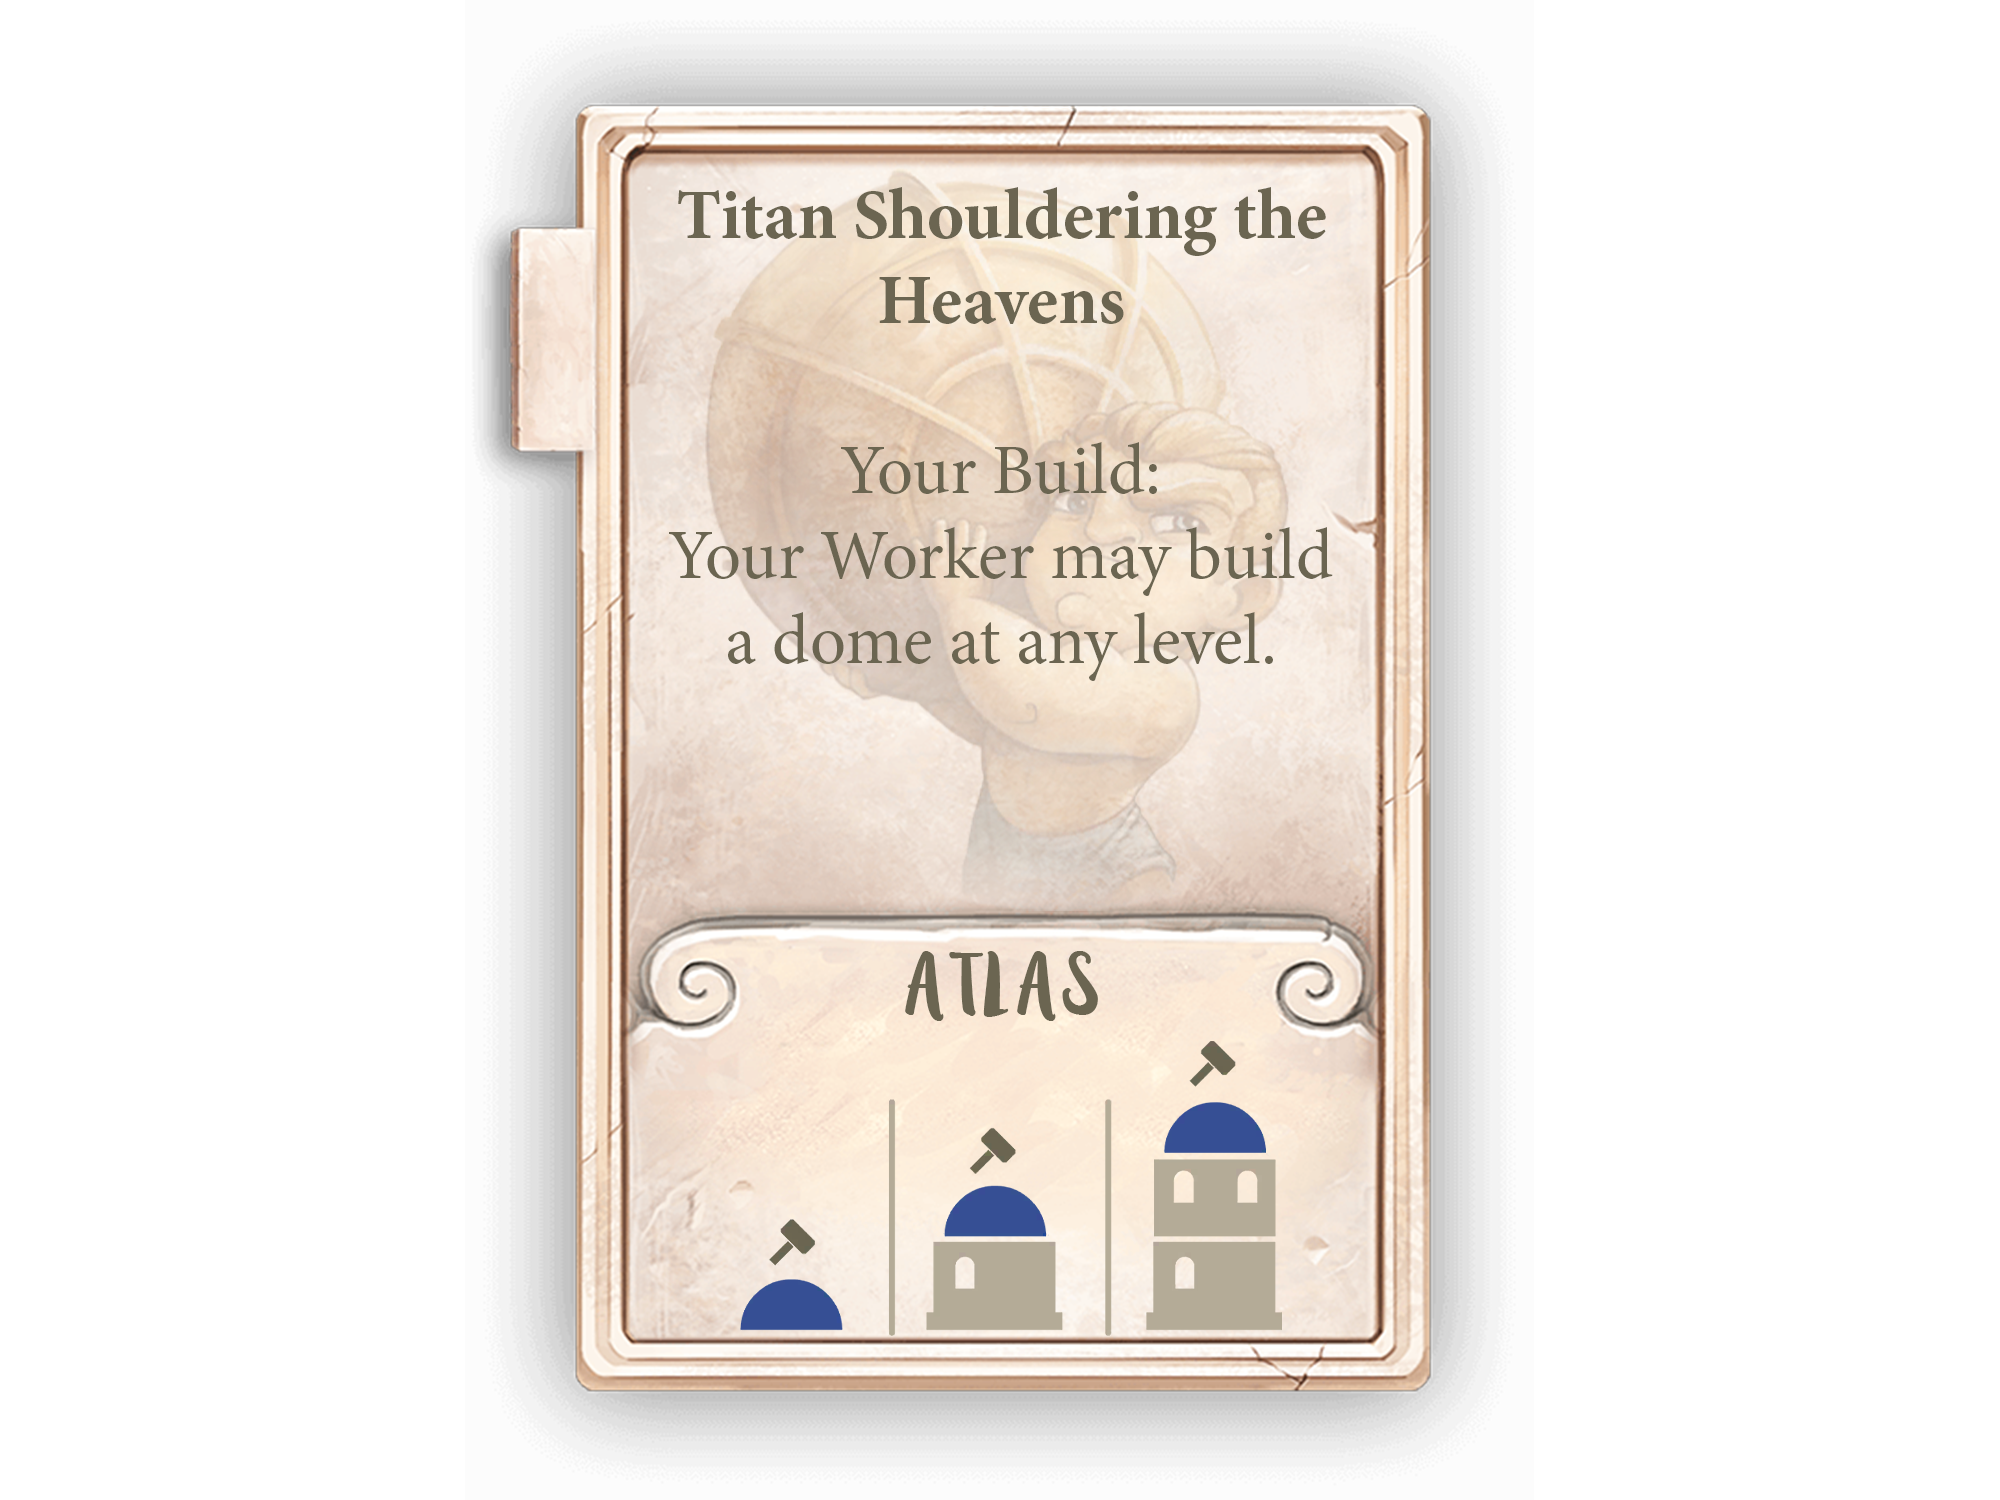 Titan Shouldering the
Heavens
Your Build:
Your Worker may build
a dome at any level.
ATLAS